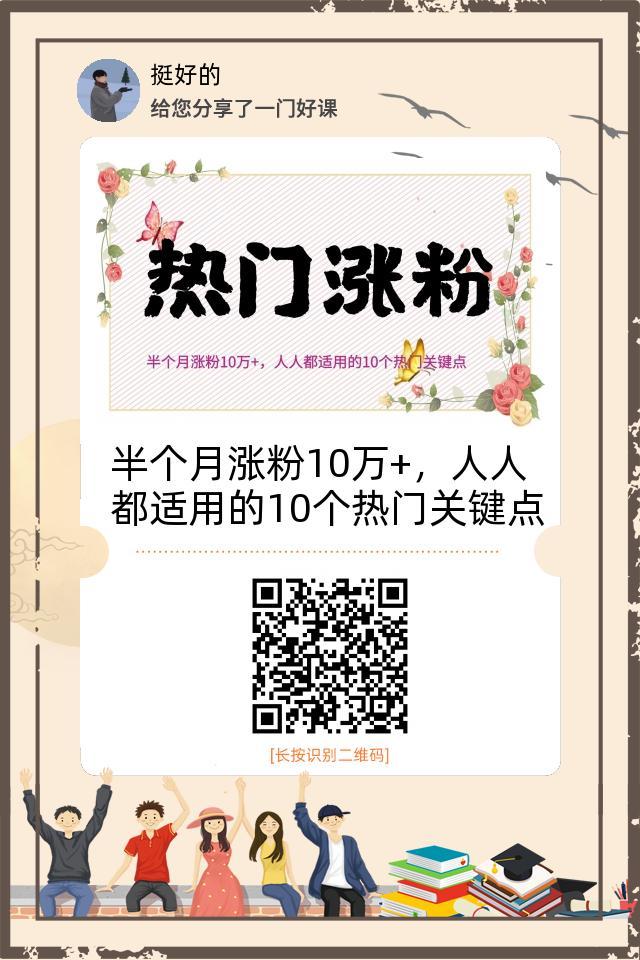 挺好的
给您分享了一门好课
热门涨粉
半个月涨粉10万+，人人都适用的10个热门关键点
半个月涨粉10万+，人人
都适用的10个热门关键点
[长按识别二维码]